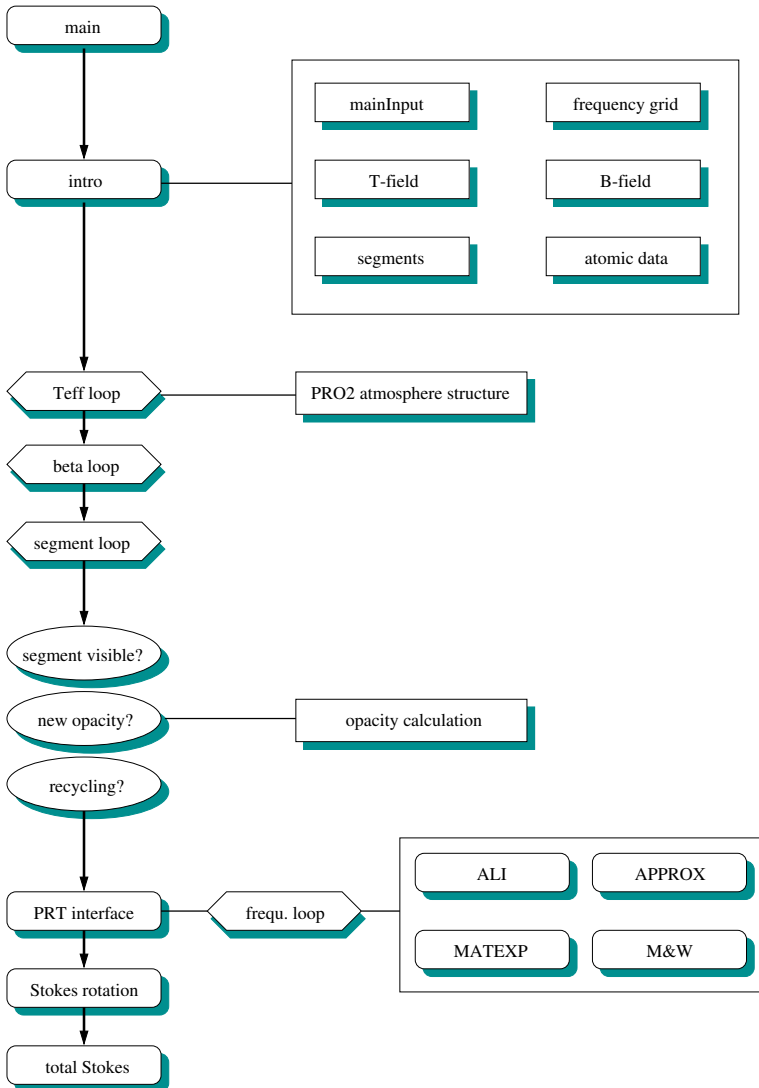 main
mainInput
frequency grid
intro
T-field
B-field
segments
atomic data
Teff loop
PRO2 atmosphere structure
beta loop
segment loop
segment visible?
new opacity?
opacity calculation
recycling?
ALI
APPROX
PRT interface
frequ. loop
MATEXP
M&W
Stokes rotation
total Stokes